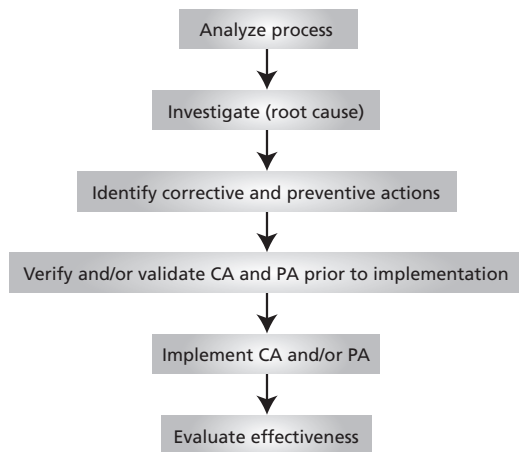 Analyze process
Investigate (root cause)
Identify corrective and preventive actions
Verify and/or validate CA and PA prior to implementation
Implement CA and/or PA
Evaluate effectiveness